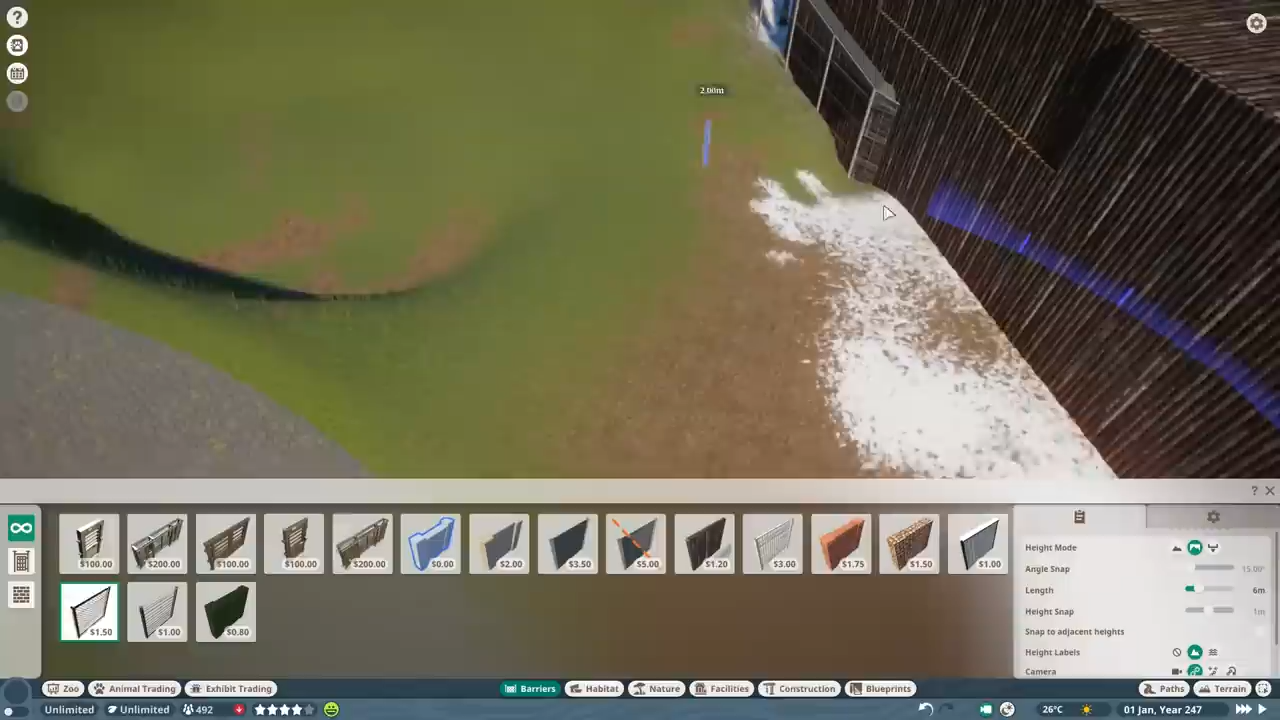 2.00m
?
? ×
$100.00 $200.00 $100.00 $100.00 $200.00 $0.00 $2.00 $3.50 $5.00 $1.20 $3.00 $1.75 $1.50 $1.00
$1.50 $1.00 $0.80
Height Mode
Angle Snap 15.00°
Length 6m
Height Snap 1m
Snap to adjacent heights
Height Labels
Camera
Zoo Animal Trading Exhibit Trading Barriers Habitat Nature Facilities Construction Blueprints Paths Terrain
Unlimited Unlimited 492 26°C 01 Jan, Year 247